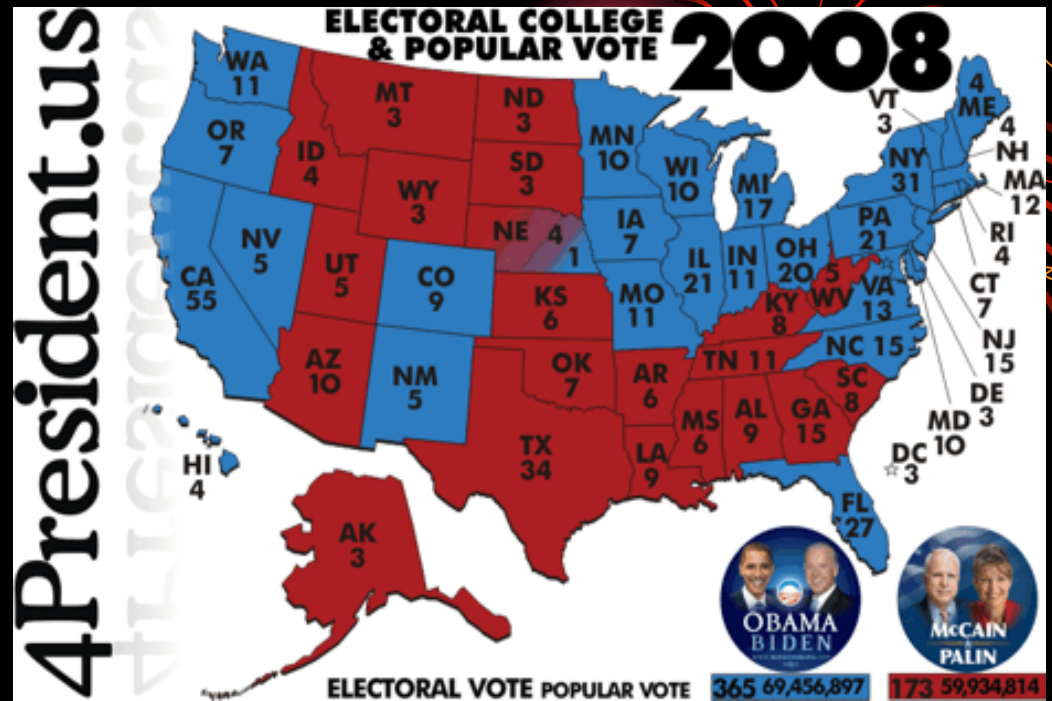 4President.us
ELECTORAL COLLEGE
& POPULAR VOTE
2008
WA
11
OR
7
CA
55
NV
5
ID
4
MT
3
WY
3
UT
5
AZ
10
CO
9
NM
5
ND
3
SD
3
NE 4
1
KS
6
OK
7
TX
34
MN
10
IA
7
MO
11
AR
6
LA
9
WI
10
IL
21
MI
17
IN
11
OH
20
KY
8
TN 11
MS
6
AL
9
GA
15
FL
27
SC
8
NC 15
VA
13
5
WV
PA
21
NY
31
VT
3
4
ME
4
NH
MA
12
RI
4
CT
7
NJ
15
DE
3
MD
10
DC
3
HI
4
AK
3
OBAMA
BIDEN
McCAIN
PALIN
ELECTORAL VOTE POPULAR VOTE
365 69,456,897
173 59,934,814